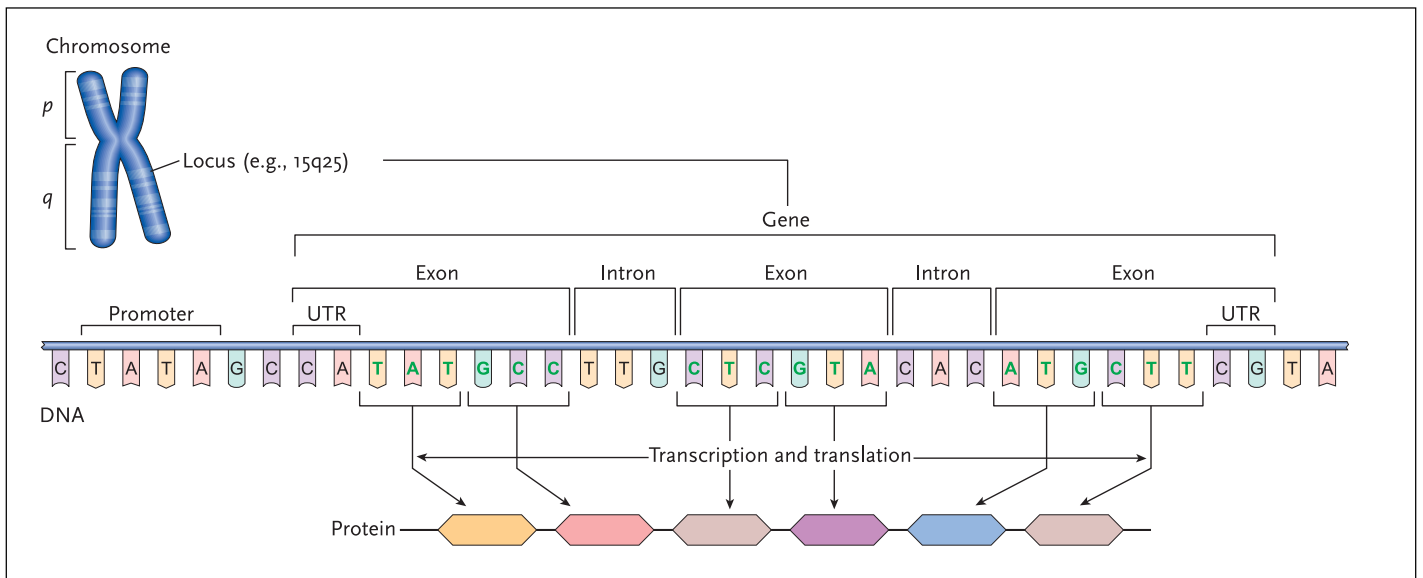 Chromosome
p
q
Locus (e.g., 15q25)
Gene
Exon Intron Exon Intron Exon
Promoter UTR UTR
C T A T A G C C A T A T G C C T T G C T C G T A C A C A T G C T T C G T A
DNA
Transcription and translation
Protein